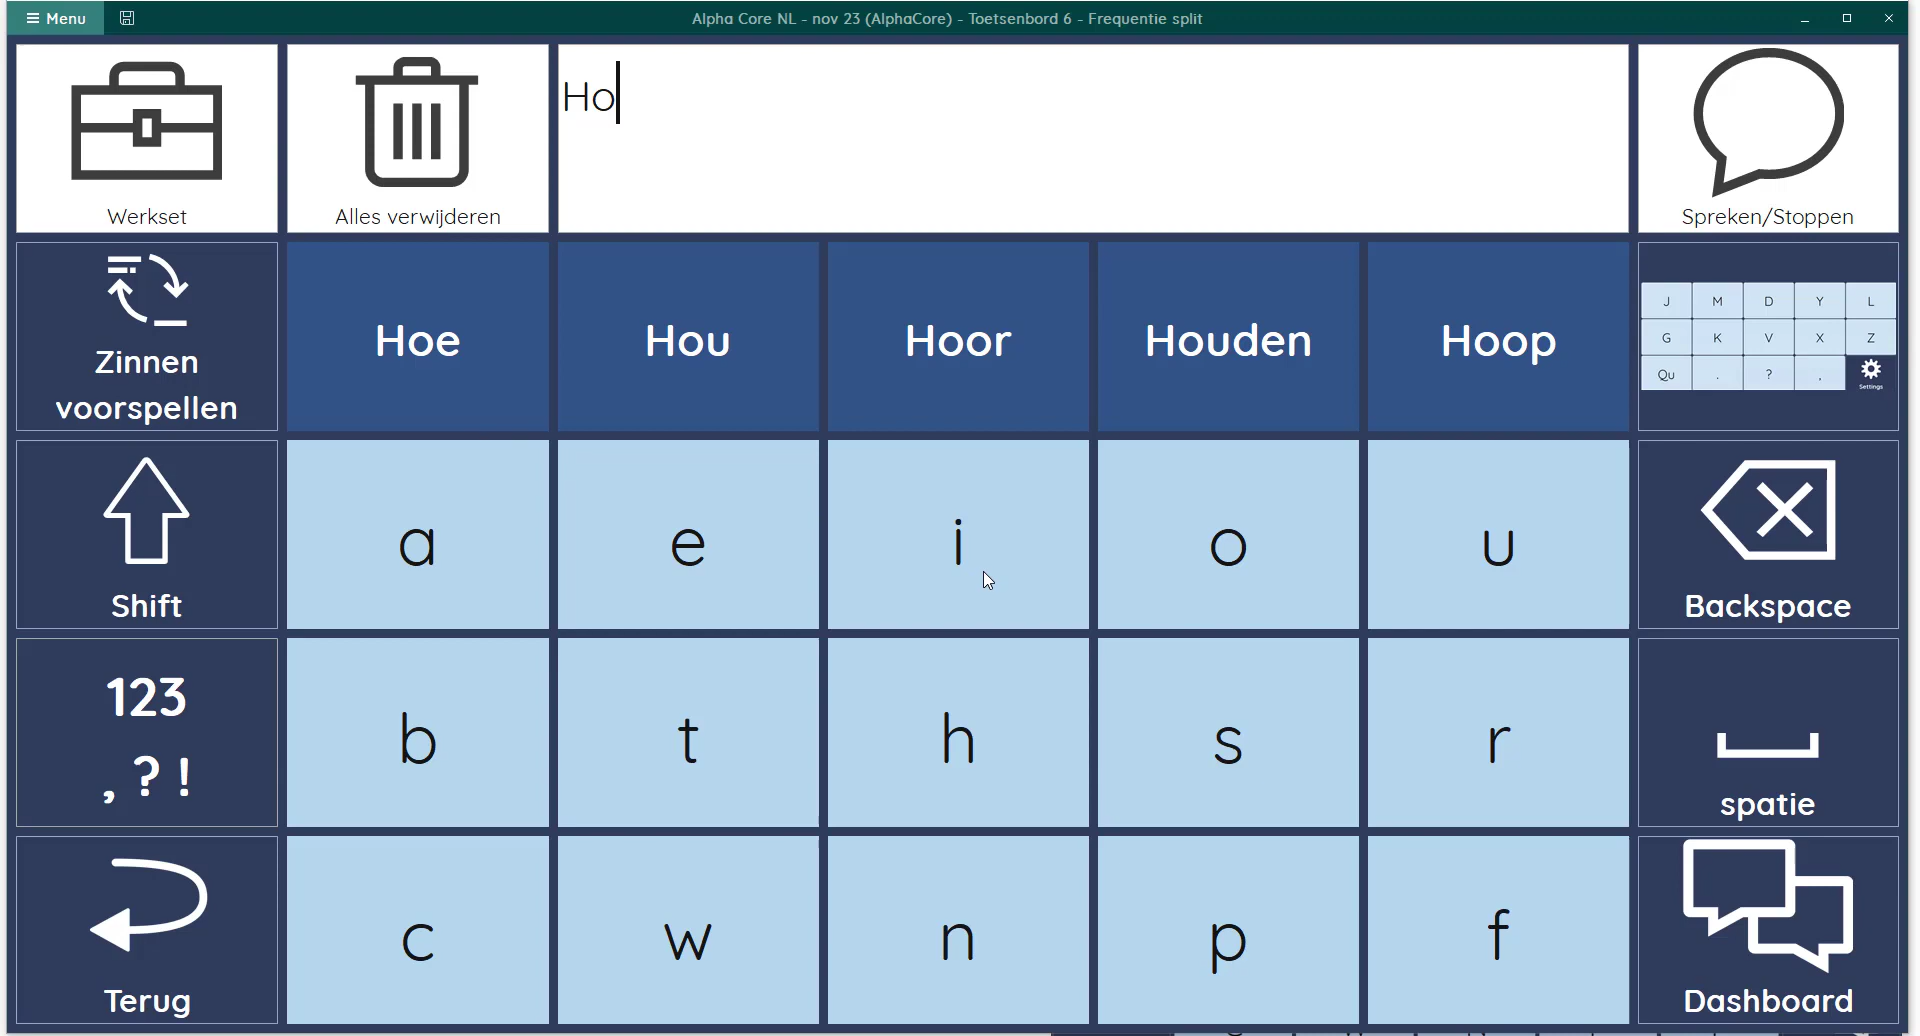 Menu
Alpha Core NL - nov 23 (AlphaCore) - Toetsenbord 6 - Frequentie split
Werkset
Alles verwijderen
Ho
Spreken/Stoppen
Zinnen
voorspellen
Hoe
Hou
Hoor
Houden
Hoop
J M D Y L
G K V X Z
Qu . ? ,
Settings
Shift
a
e
i
o
u
Backspace
123
, ? !
b
t
h
s
r
spatie
Terug
c
w
n
p
f
Dashboard